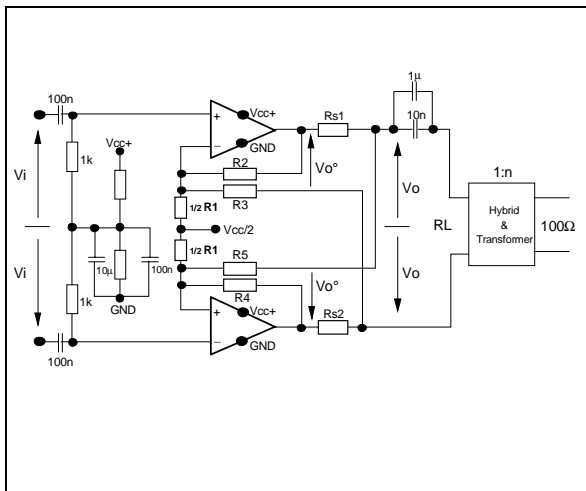 1µ
100n
Vcc+
+
−
GND
Rs1
10n
Vcc+
1k
R2
Vo°
Vo
1:n
Vi
R3
1/2 R1
Vcc/2
RL
Hybrid
&
Transformer
100Ω
1/2 R1
R5
Vi
10µ
100n
R4
Vo°
Vo
1k
GND
+
−
Vcc+
GND
Rs2
100n